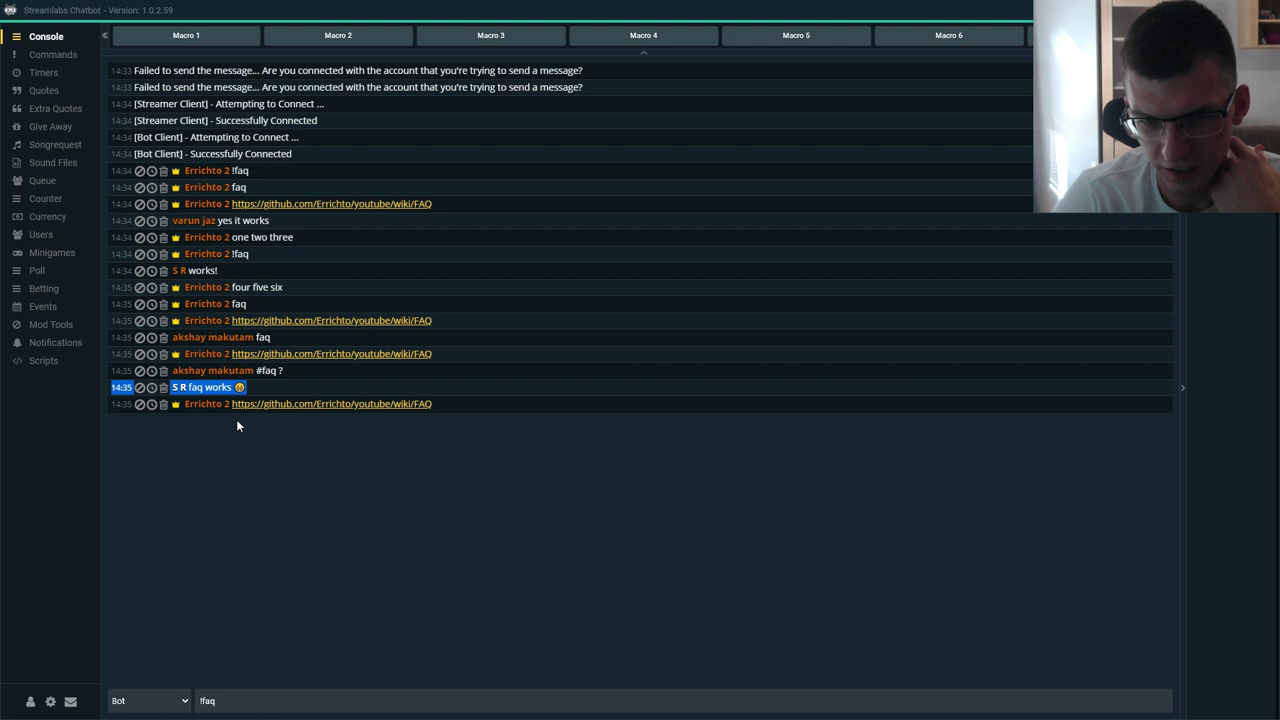 Streamlabs Chatbot - Version: 1.0.2.59
Console
Commands
Timers
Quotes
Extra Quotes
Give Away
Songrequest
Sound Files
Queue
Counter
Currency
Users
Minigames
Poll
Betting
Events
Mod Tools
Notifications
Scripts
Macro 1 Macro 2 Macro 3 Macro 4 Macro 5 Macro 6
14:33 Failed to send the message... Are you connected with the account that you're trying to send a message?
14:33 Failed to send the message... Are you connected with the account that you're trying to send a message?
14:34 [Streamer Client] - Attempting to Connect ...
14:34 [Streamer Client] - Successfully Connected
14:34 [Bot Client] - Attempting to Connect ...
14:34 [Bot Client] - Successfully Connected
14:34 Errichto 2 !faq
14:34 Errichto 2 faq
14:34 Errichto 2 https://github.com/Errichto/youtube/wiki/FAQ
14:34 varun jaz yes it works
14:34 Errichto 2 one two three
14:34 Errichto 2 !faq
14:34 S R works!
14:35 Errichto 2 four five six
14:35 Errichto 2 faq
14:35 Errichto 2 https://github.com/Errichto/youtube/wiki/FAQ
14:35 akshay makutam faq
14:35 Errichto 2 https://github.com/Errichto/youtube/wiki/FAQ
14:35 akshay makutam #faq ?
14:35 S R faq works
14:35 Errichto 2 https://github.com/Errichto/youtube/wiki/FAQ
Bot !faq